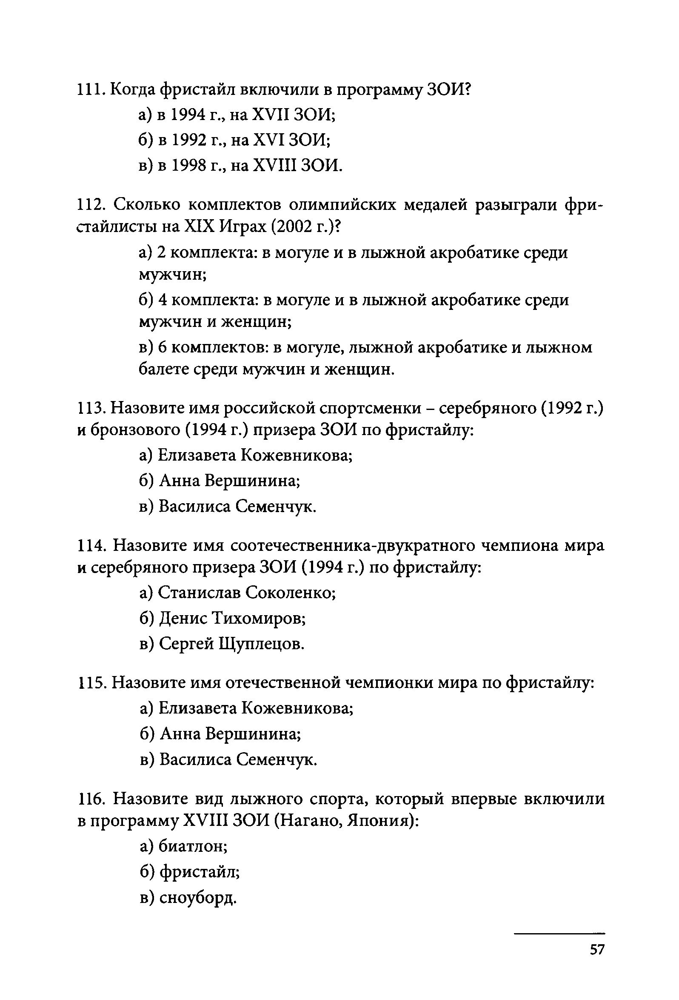 111. Когда фристайл включили в программу ЗОИ?
а) в 1994 г., на XVII ЗОИ;
б) в 1992 г., на XVI ЗОИ;
в) в 1998 г., на XVIII ЗОИ.
112. Сколько комплектов олимпийских медалей разыграли фри-
стайлисты на XIX Играх (2002 г.)?
а) 2 комплекта: в могуле и в лыжной акробатике среди
мужчин;
б) 4 комплекта: в могуле и в лыжной акробатике среди
мужчин и женщин;
в) 6 комплектов: в могуле, лыжной акробатике и лыжном
балете среди мужчин и женщин.
113. Назовите имя российской спортсменки – серебряного (1992 г.)
и бронзового (1994 г.) призера ЗОИ по фристайлу:
а) Елизавета Кожевникова;
б) Анна Вершинина;
в) Василиса Семенчук.
114. Назовите имя соотечественника-двукратного чемпиона мира
и серебряного призера ЗОИ (1994 г.) по фристайлу:
а) Станислав Соколенко;
б) Денис Тихомиров;
в) Сергей Щуплецов.
115. Назовите имя отечественной чемпионки мира по фристайлу:
а) Елизавета Кожевникова;
б) Анна Вершинина;
в) Василиса Семенчук.
116. Назовите вид лыжного спорта, который впервые включили
в программу XVIII ЗОИ (Нагано, Япония):
а) биатлон;
б) фристайл;
в) сноуборд.
57